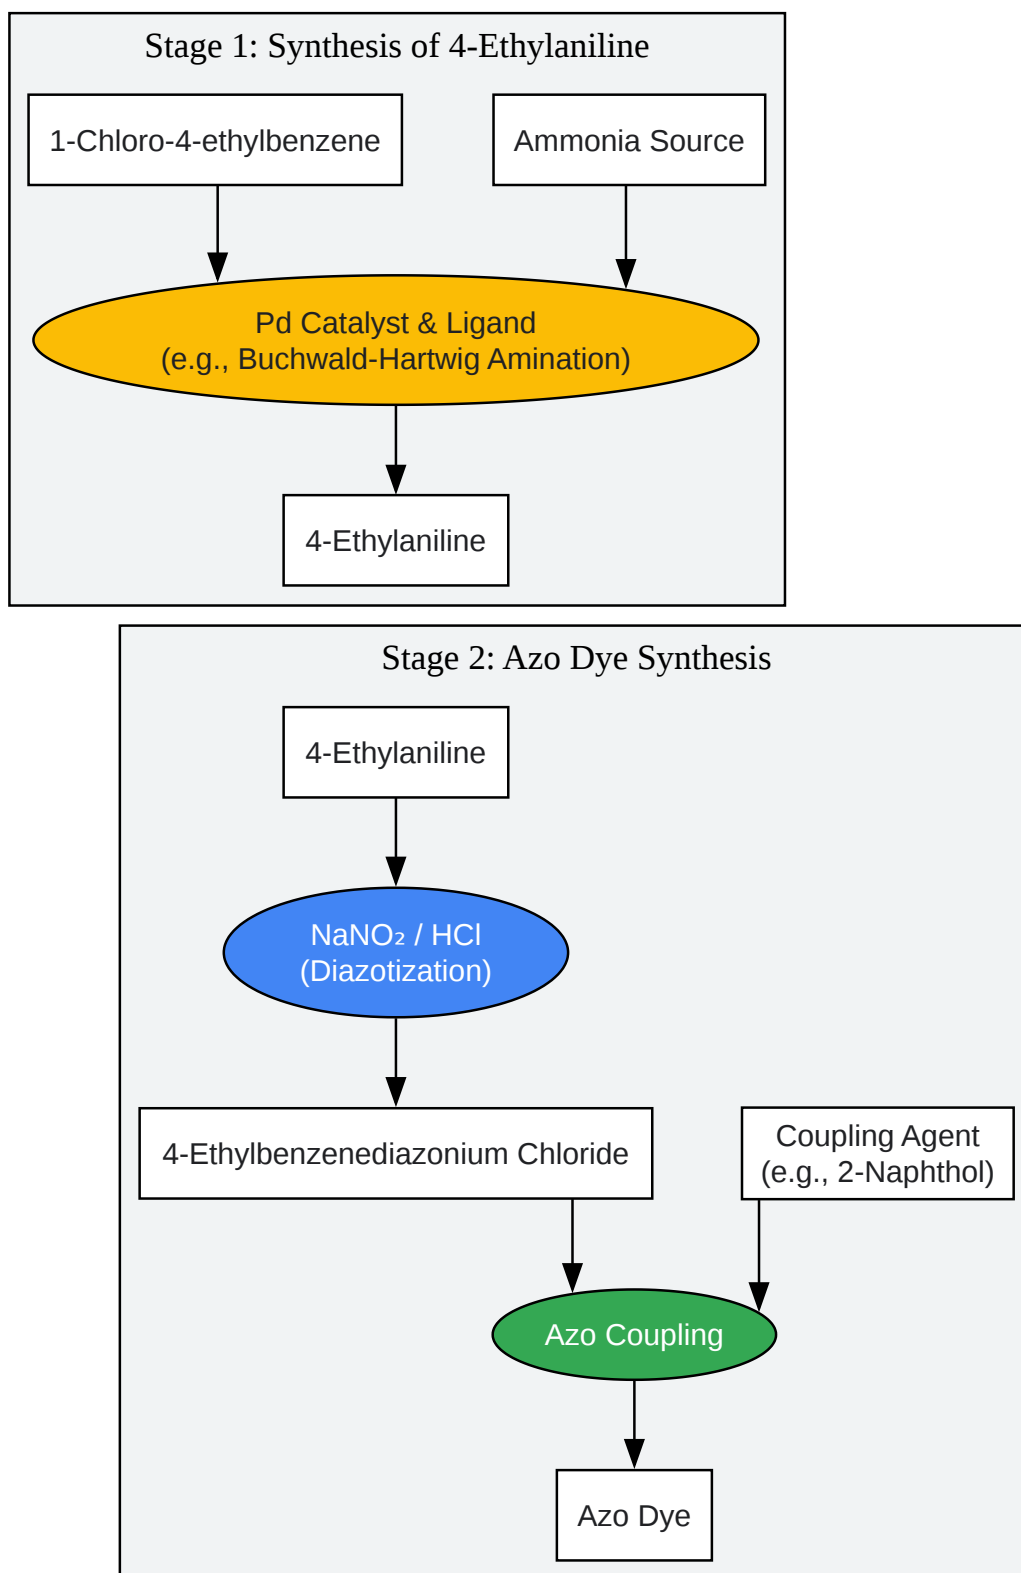 Stage 1: Synthesis of 4-Ethylaniline
1-Chloro-4-ethylbenzene
Ammonia Source
Pd Catalyst & Ligand
(e.g., Buchwald-Hartwig Amination)
4-Ethylaniline
Stage 2: Azo Dye Synthesis
4-Ethylaniline
NaNO₂ / HCl
(Diazotization)
4-Ethylbenzenediazonium Chloride
Coupling Agent
(e.g., 2-Naphthol)
Azo Coupling
Azo Dye